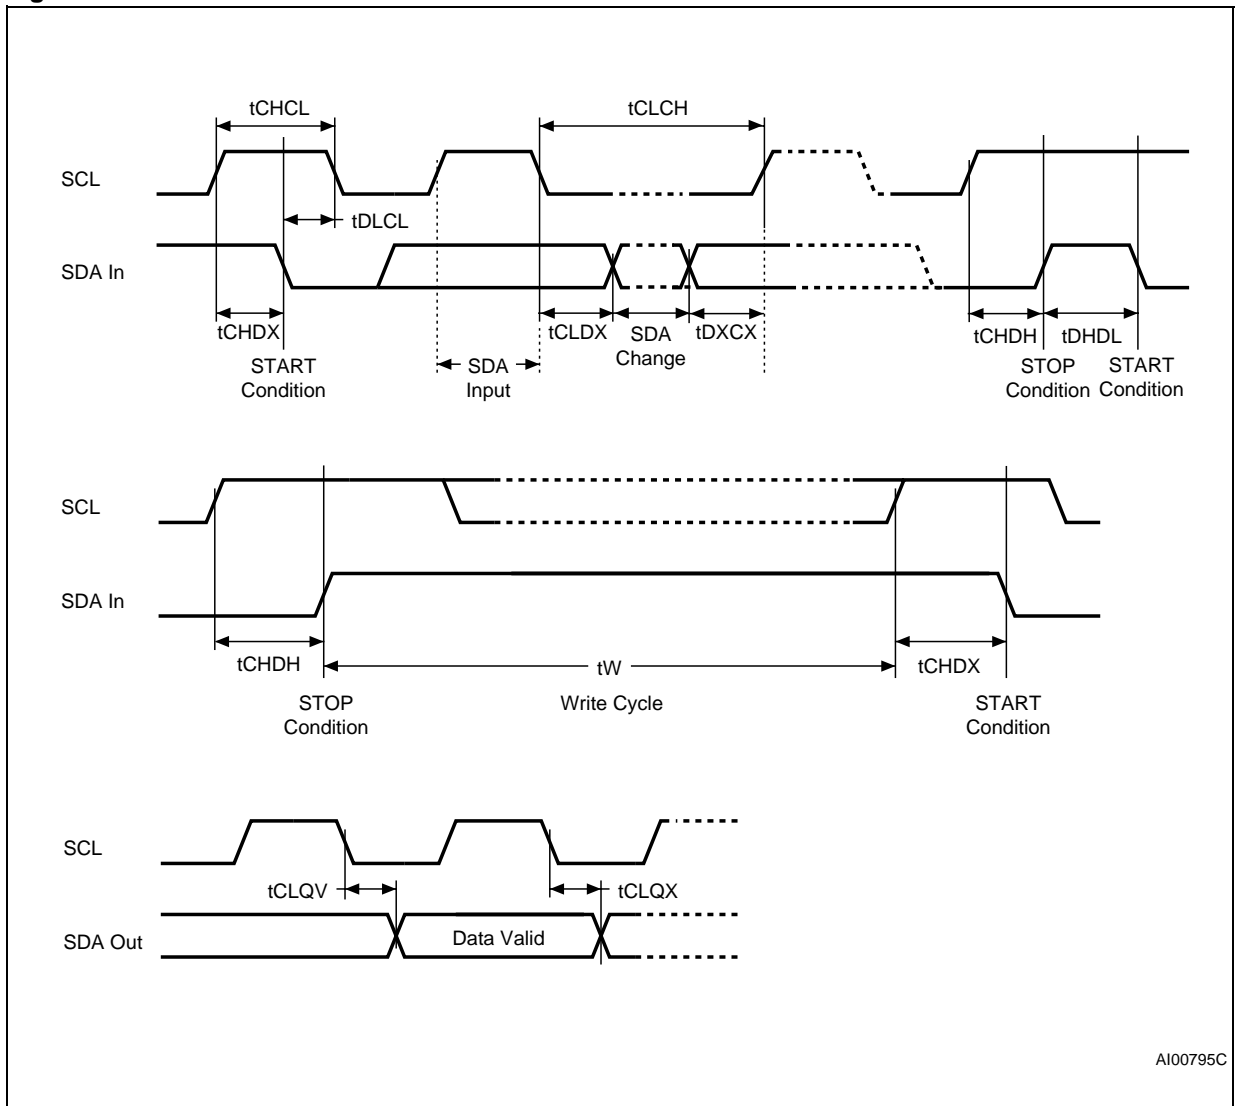 tCHCL
tCLCH
SCL
tDLCL
SDA In
tCHDX
tCLDX
SDA
Change
tDXCX
tCHDH
tDHDL
START
Condition
SDA
Input
STOP
Condition
START
Condition
SCL
SDA In
tCHDH
tW
tCHDX
STOP
Condition
Write Cycle
START
Condition
SCL
tCLQV
tCLQX
SDA Out
Data Valid
AI00795C